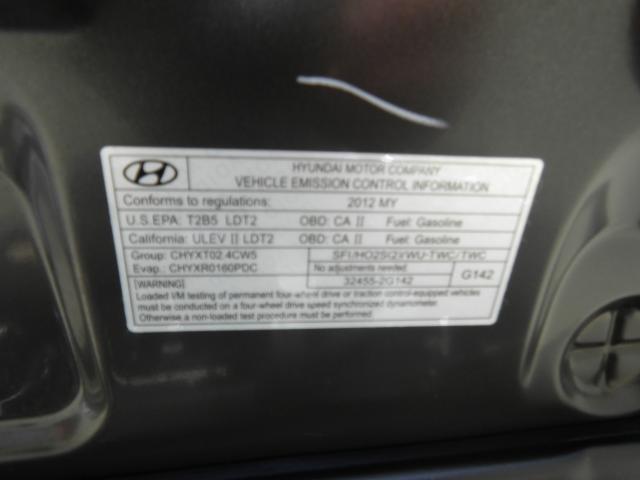 HYUNDAI MOTOR COMPANY
VEHICLE EMISSION CONTROL INFORMATION
Conforms to regulations: 2012 MY
U.S.EPA: T2B5 LDT2 OBD: CA II Fuel: Gasoline
California: ULEV II LDT2 OBD: CA II Fuel: Gasoline
Group: CHYXT02.4CW5 SFI/HO2S(2)/WU-TWC/TWC
Evap.: CHYXR0160PDC No adjustments needed. G142
32455-2G142
[WARNING]
Loaded I/M testing of permanent four-wheel drive or traction control-equipped vehicles
must be conducted on a four-wheel drive speed synchronized dynamometer.
Otherwise a non-loaded test procedure must be performed.